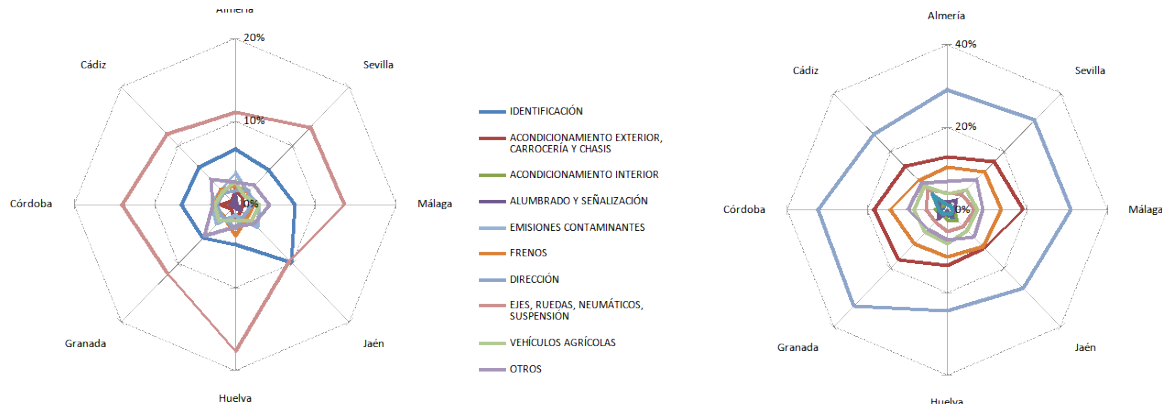 Almería
20%
Cádiz
Sevilla
10%
Córdoba
0%
Granada
Jaén
Huelva
IDENTIFICACIÓN
ACONDICIONAMIENTO EXTERIOR,
CARROCERÍA Y CHASIS
ACONDICIONAMIENTO INTERIOR
ALUMBRADO Y SEÑALIZACIÓN
EMISIONES CONTAMINANTES
FRENOS
DIRECCIÓN
EJES, RUEDAS, NEUMÁTICOS,
SUSPENSIÓN
VEHÍCULOS AGRÍCOLAS
OTROS
Málaga
Almería
40%
Cádiz
Sevilla
20%
Córdoba
0%
Málaga
Granada
Jaén
Huelva